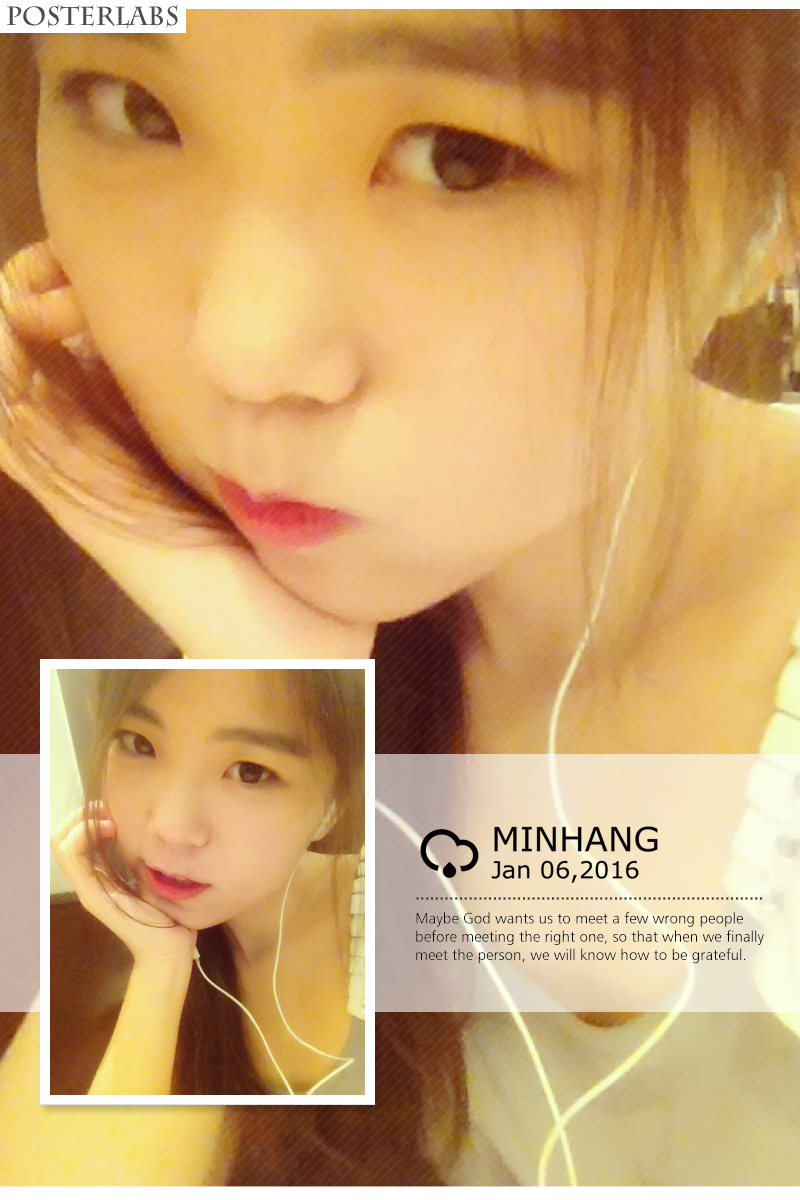 POSTERLABS
MINHANG
Jan 06,2016
Maybe God wants us to meet a few wrong people
before meeting the right one, so that when we finally
meet the person, we will know how to be grateful.